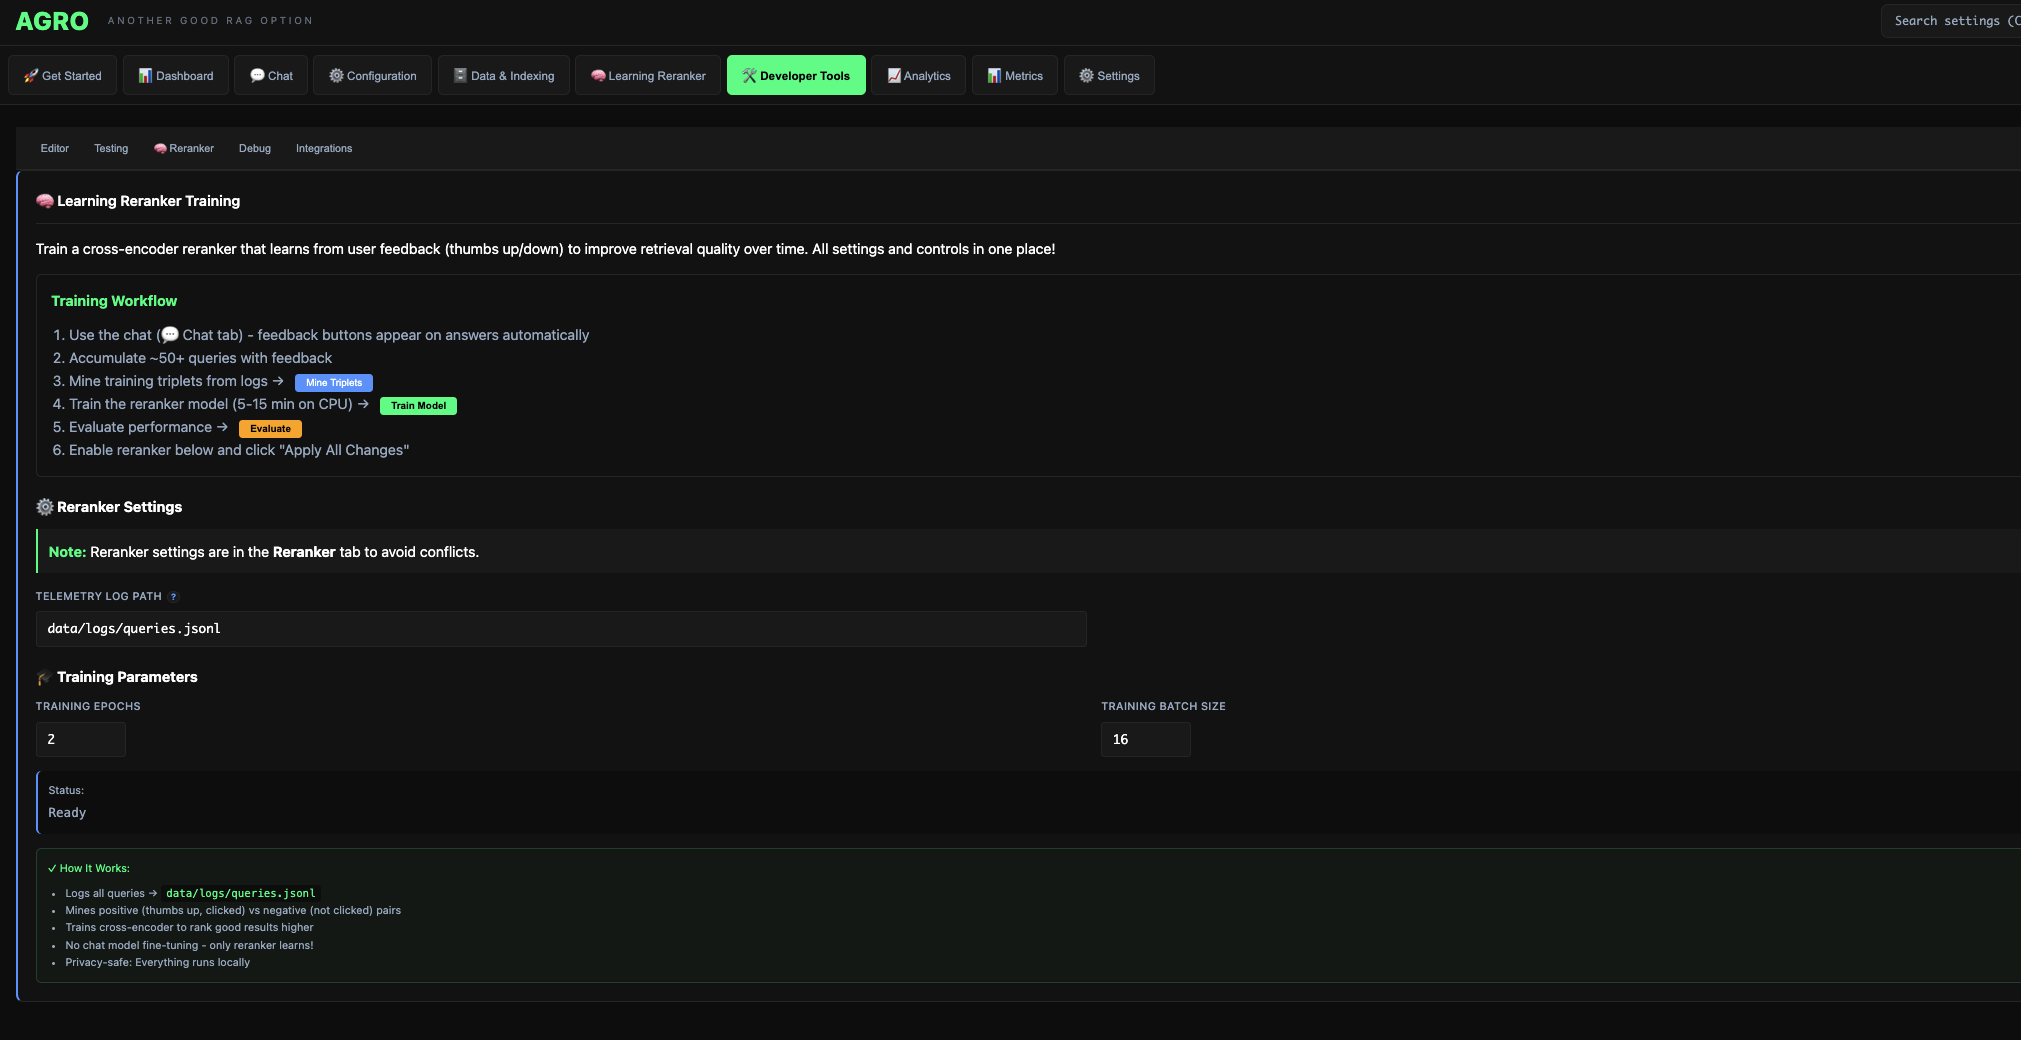 AGRO ANOTHER GOOD RAG OPTION
Search settings (C
🚀 Get Started
📊 Dashboard
💬 Chat
⚙️ Configuration
🗄️ Data & Indexing
🧠 Learning Reranker
🛠️ Developer Tools
📈 Analytics
📊 Metrics
⚙️ Settings
Editor
Testing
🧠 Reranker
Debug
Integrations
🧠 Learning Reranker Training
Train a cross-encoder reranker that learns from user feedback (thumbs up/down) to improve retrieval quality over time. All settings and controls in one place!
Training Workflow
1. Use the chat (💬 Chat tab) - feedback buttons appear on answers automatically
2. Accumulate ~50+ queries with feedback
3. Mine training triplets from logs → Mine Triplets
4. Train the reranker model (5-15 min on CPU) → Train Model
5. Evaluate performance → Evaluate
6. Enable reranker below and click "Apply All Changes"
⚙️ Reranker Settings
Note: Reranker settings are in the Reranker tab to avoid conflicts.
TELEMETRY LOG PATH ?
data/logs/queries.jsonl
🎓 Training Parameters
TRAINING EPOCHS
2
TRAINING BATCH SIZE
16
Status:
Ready
✓ How It Works:
• Logs all queries → data/logs/queries.jsonl
• Mines positive (thumbs up, clicked) vs negative (not clicked) pairs
• Trains cross-encoder to rank good results higher
• No chat model fine-tuning - only reranker learns!
• Privacy-safe: Everything runs locally